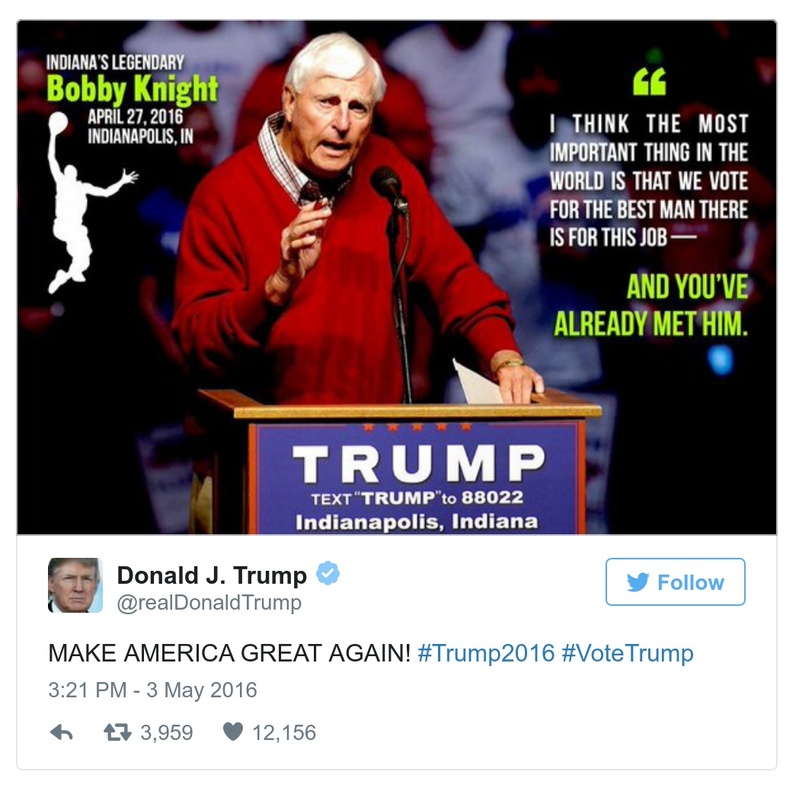 INDIANA'S LEGENDARY
Bobby Knight
APRIL 27, 2016
INDIANAPOLIS, IN
“
I THINK THE MOST
IMPORTANT THING IN THE
WORLD IS THAT WE VOTE
FOR THE BEST MAN THERE
IS FOR THIS JOB —
AND YOU'VE
ALREADY MET HIM.
TRUMP
TEXT "TRUMP" to 88022
Indianapolis, Indiana
Donald J. Trump
@realDonaldTrump
Follow
MAKE AMERICA GREAT AGAIN! #Trump2016 #VoteTrump
3:21 PM - 3 May 2016
3,959 12,156